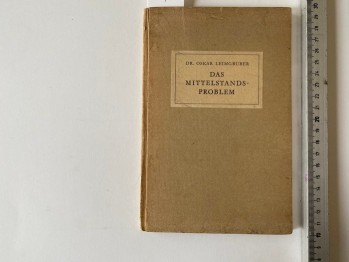 DR. OSKAR LEIMGRUBER
DAS
MITTELSTANDS-
PROBLEM